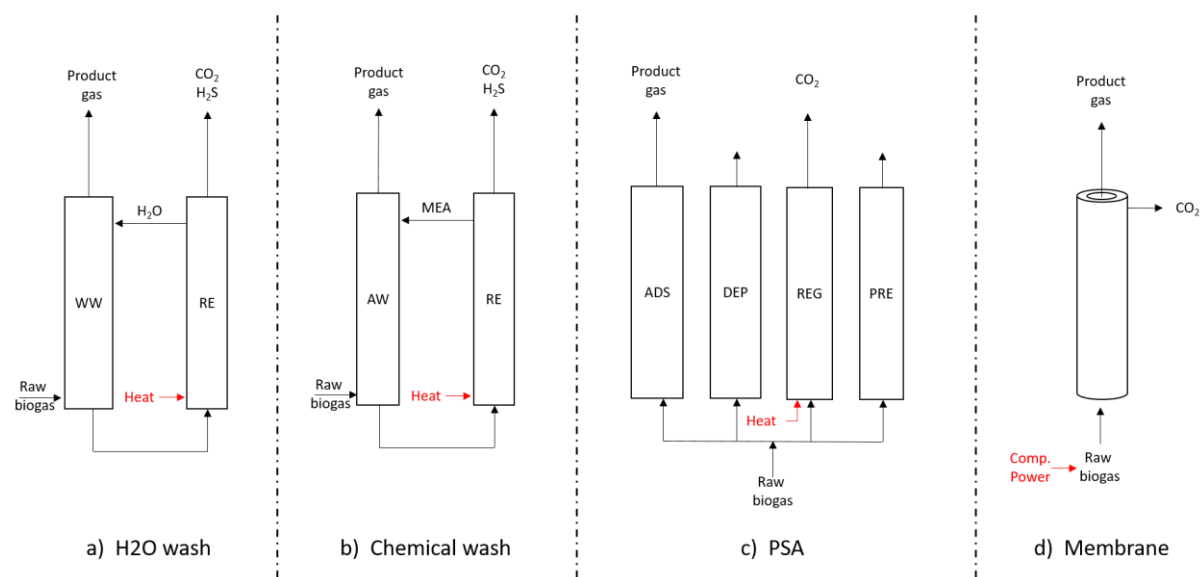 Product
gas
CO₂
H₂S
H₂O
WW
RE
Raw
biogas
Heat
a) H2O wash
Product
gas
CO₂
H₂S
MEA
AW
RE
Raw
biogas
Heat
b) Chemical wash
Product
gas
CO₂
ADS
DEP
REG
PRE
Heat
Raw
biogas
c) PSA
Product
gas
CO₂
Comp.
Power
Raw
biogas
d) Membrane